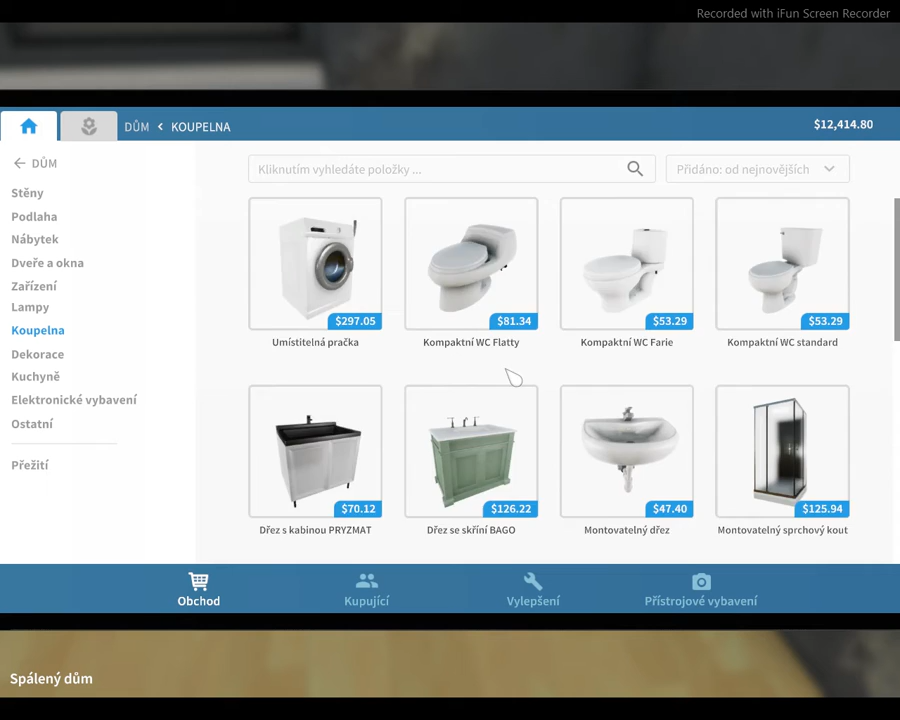 Recorded with iFun Screen Recorder
DŮM < KOUPELNA
$12,414.80
← DŮM
Kliknutím vyhledáte položky ...
Přidáno: od nejnovějších
Stěny
Podlaha
Nábytek
Dveře a okna
Zařízení
Lampy
Koupelna
Dekorace
Kuchyně
Elektronické vybavení
Ostatní
Přežití
$297.05
$81.34
$53.29
$53.29
Umístitelná pračka
Kompaktní WC Flatty
Kompaktní WC Farie
Kompaktní WC standard
$70.12
$126.22
$47.40
$125.94
Dřez s kabinou PRYZMAT
Dřez se skříní BAGO
Montovatelný dřez
Montovatelný sprchový kout
Obchod
Kupující
Vylepšení
Přístrojové vybavení
Spálený dům